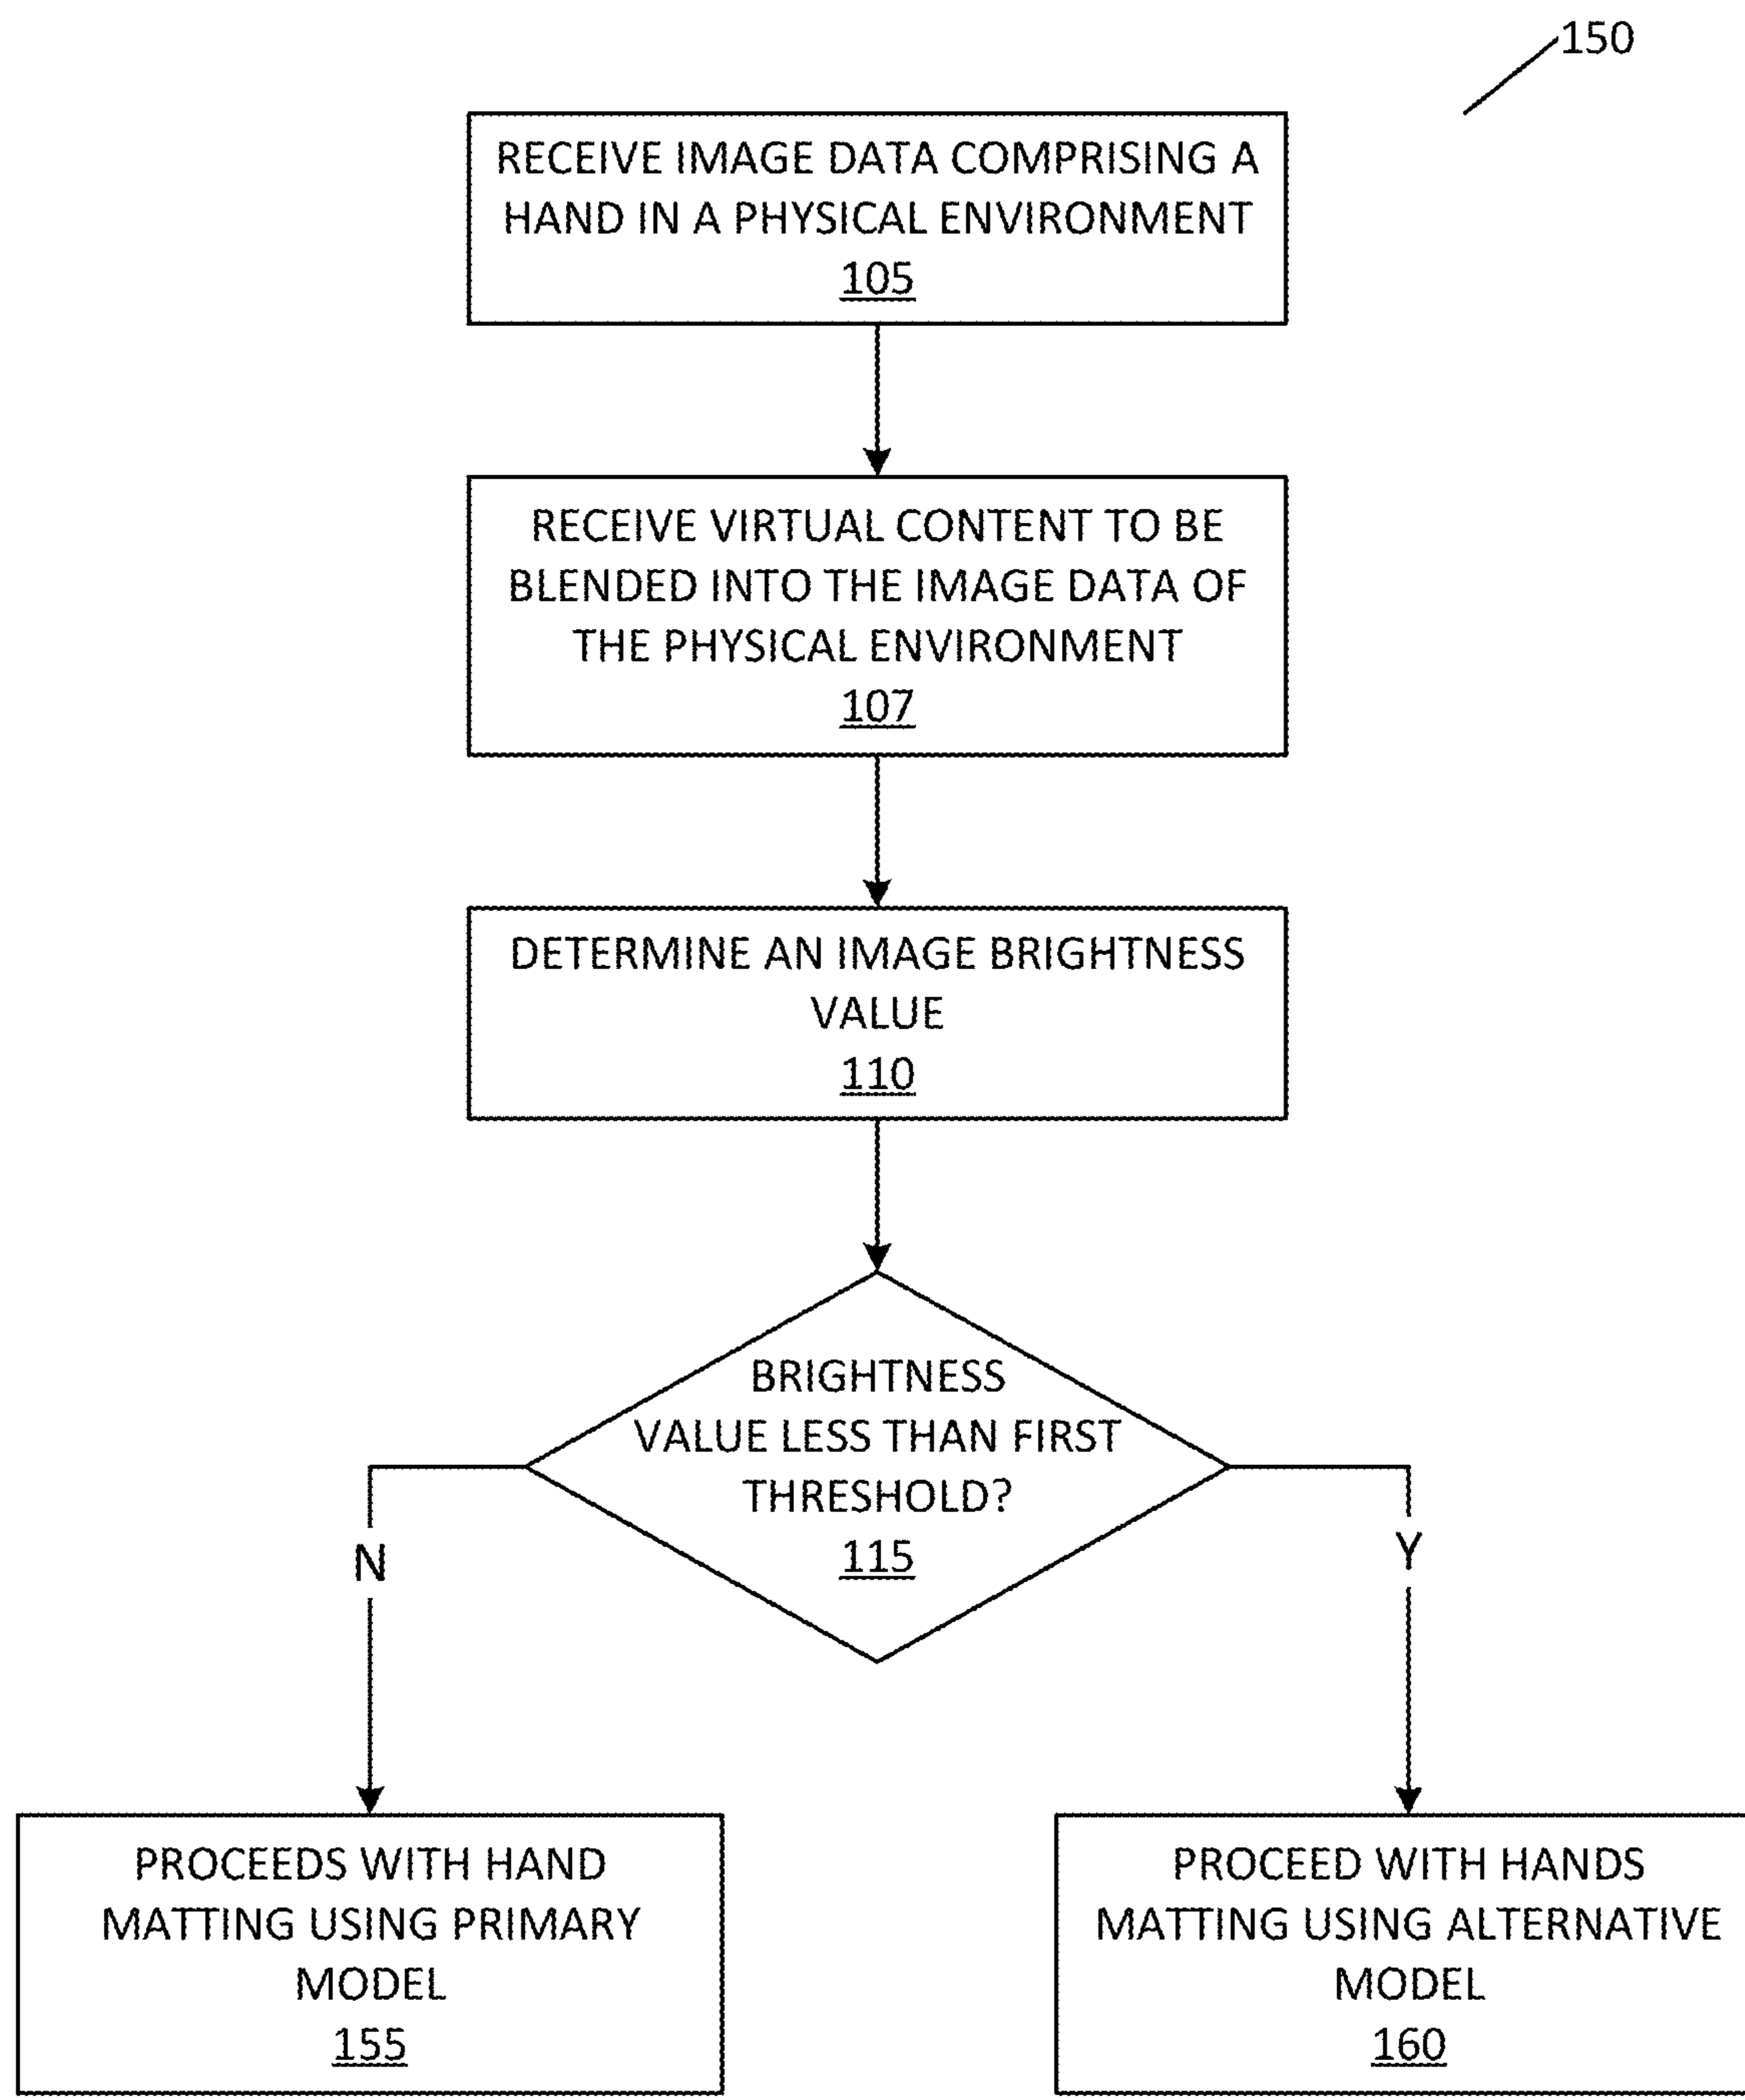 150
RECEIVE IMAGE DATA COMPRISING A
HAND IN A PHYSICAL ENVIRONMENT
105
RECEIVE VIRTUAL CONTENT TO BE
BLENDED INTO THE IMAGE DATA OF
THE PHYSICAL ENVIRONMENT
107
DETERMINE AN IMAGE BRIGHTNESS
VALUE
110
BRIGHTNESS
VALUE LESS THAN FIRST
THRESHOLD?
115
N
Y
PROCEEDS WITH HAND
MATTING USING PRIMARY
MODEL
155
PROCEED WITH HANDS
MATTING USING ALTERNATIVE
MODEL
160